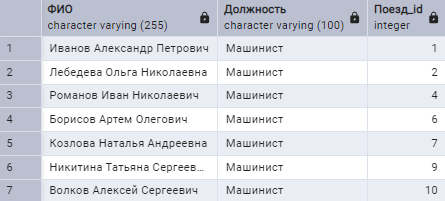 ФИО Должность Поезд_id
character varying (255) character varying (100) integer
1 Иванов Александр Петрович Машинист 1
2 Лебедева Ольга Николаевна Машинист 2
3 Романов Иван Николаевич Машинист 4
4 Борисов Артем Олегович Машинист 6
5 Козлова Наталья Андреевна Машинист 7
6 Никитина Татьяна Сергеев... Машинист 9
7 Волков Алексей Сергеевич Машинист 10